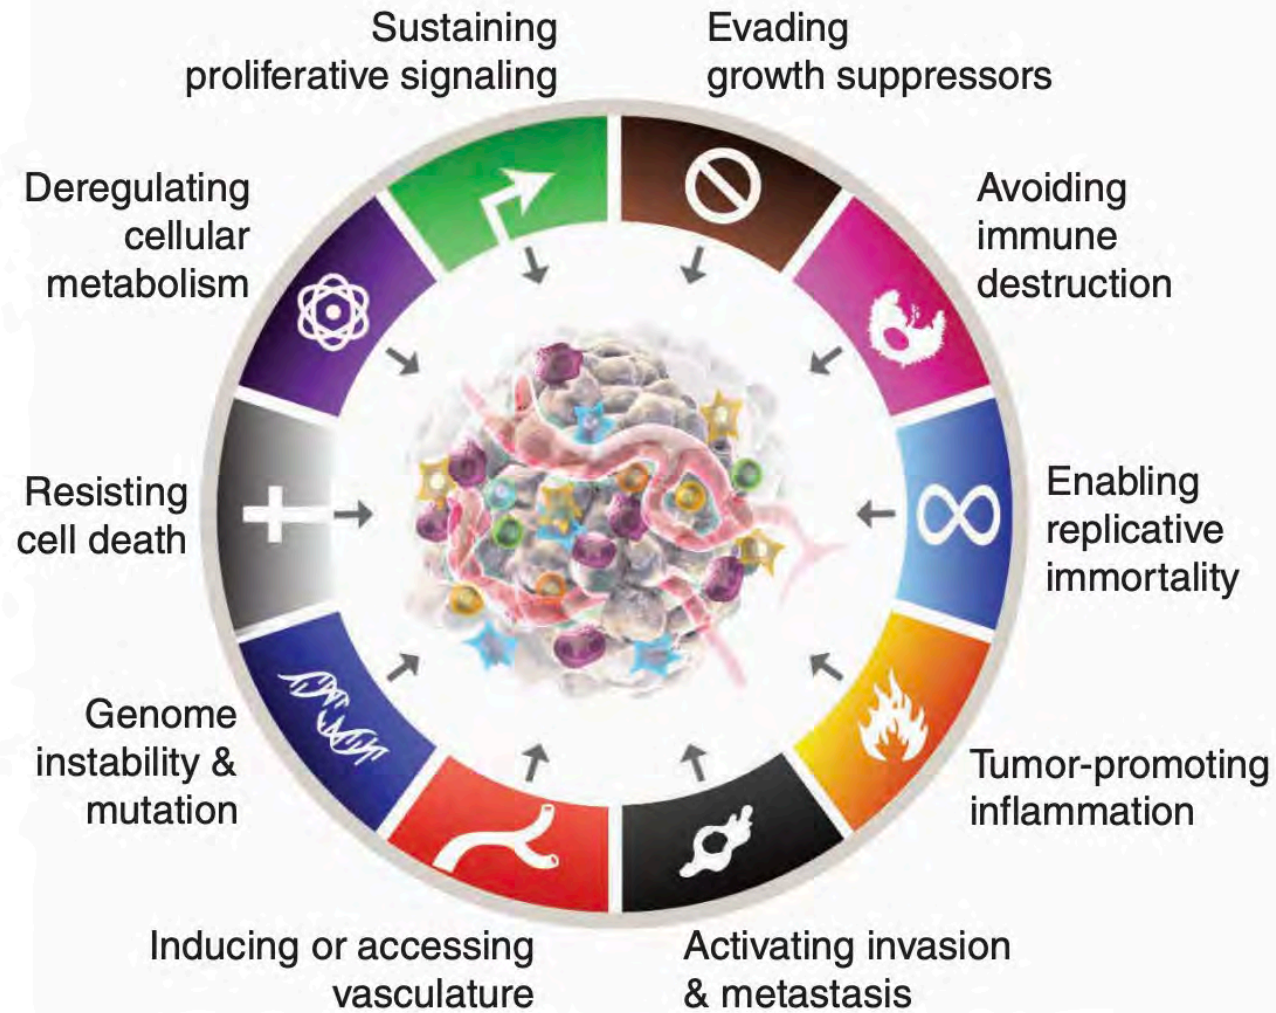 Sustaining
proliferative signaling
Evading
growth suppressors
Deregulating
cellular
metabolism
Avoiding
immune
destruction
Resisting
cell death
Enabling
replicative
immortality
Genome
instability &
mutation
Tumor-promoting
inflammation
Inducing or accessing
vasculature
Activating invasion
& metastasis